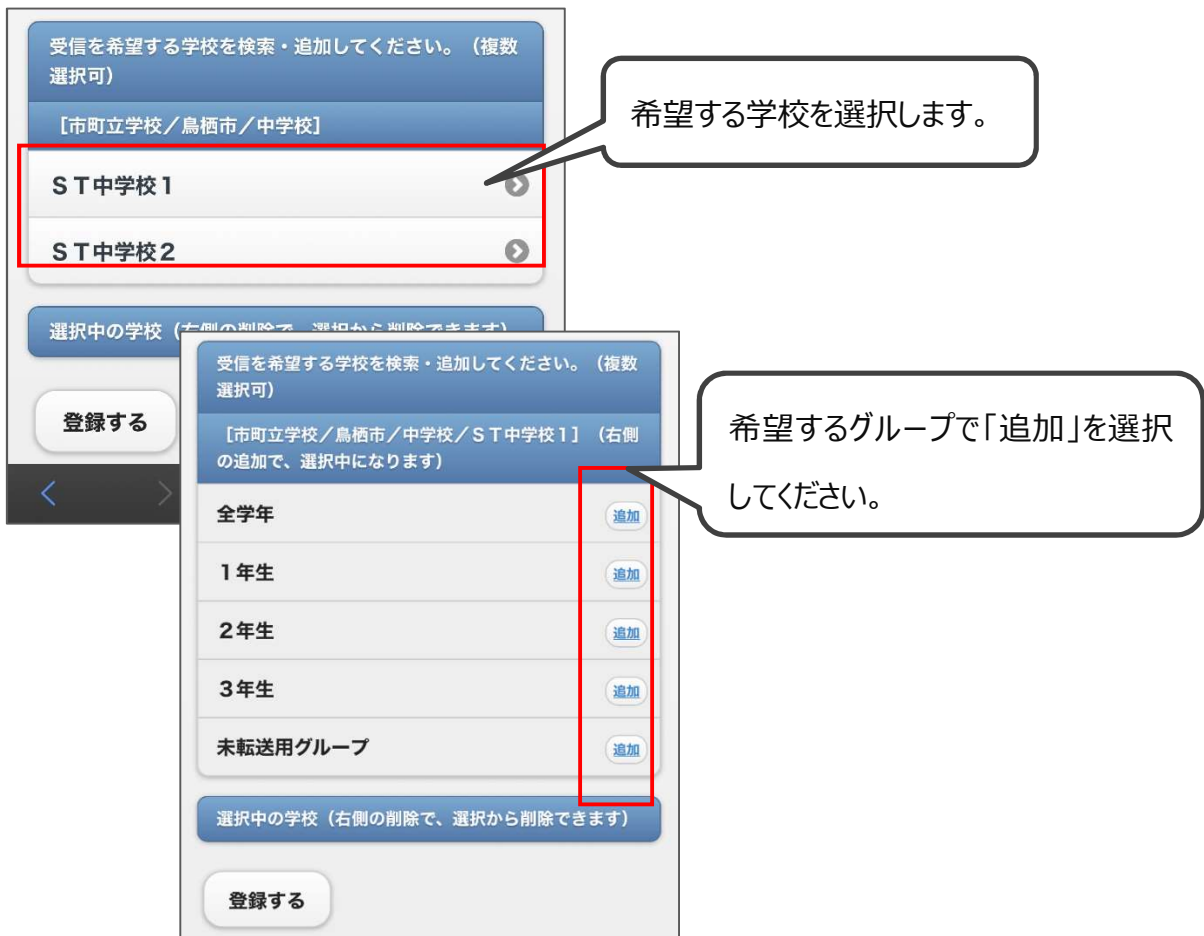 受信を希望する学校を検索・追加してください。（複数
選択可）
［市町立学校／鳥栖市／中学校］
ＳＴ中学校１
ＳＴ中学校２
希望する学校を選択します。
選択中の学校（右側の削除で、選択から削除できます）
登録する
受信を希望する学校を検索・追加してください。（複数
選択可）
［市町立学校／鳥栖市／中学校／ＳＴ中学校１］（右側
の追加で、選択中になります）
全学年 追加
１年生 追加
２年生 追加
３年生 追加
未転送用グループ 追加
希望するグループで「追加」を選択
してください。
選択中の学校（右側の削除で、選択から削除できます）
登録する